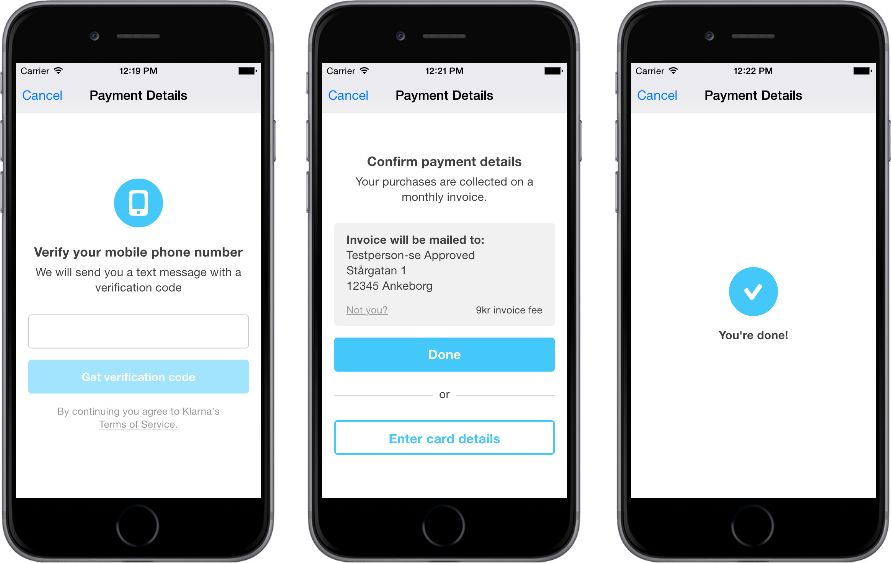 Carrier 12:19 PM
Cancel Payment Details
Verify your mobile phone number
We will send you a text message with a
verification code
Get verification code
By continuing you agree to Klarna's
Terms of Service.
Carrier 12:21 PM
Cancel Payment Details
Confirm payment details
Your purchases are collected on a
monthly invoice.
Invoice will be mailed to:
Testperson-se Approved
Stårgatan 1
12345 Ankeborg
Not you? 9kr invoice fee
Done
or
Enter card details
Carrier 12:22 PM
Cancel Payment Details
You're done!